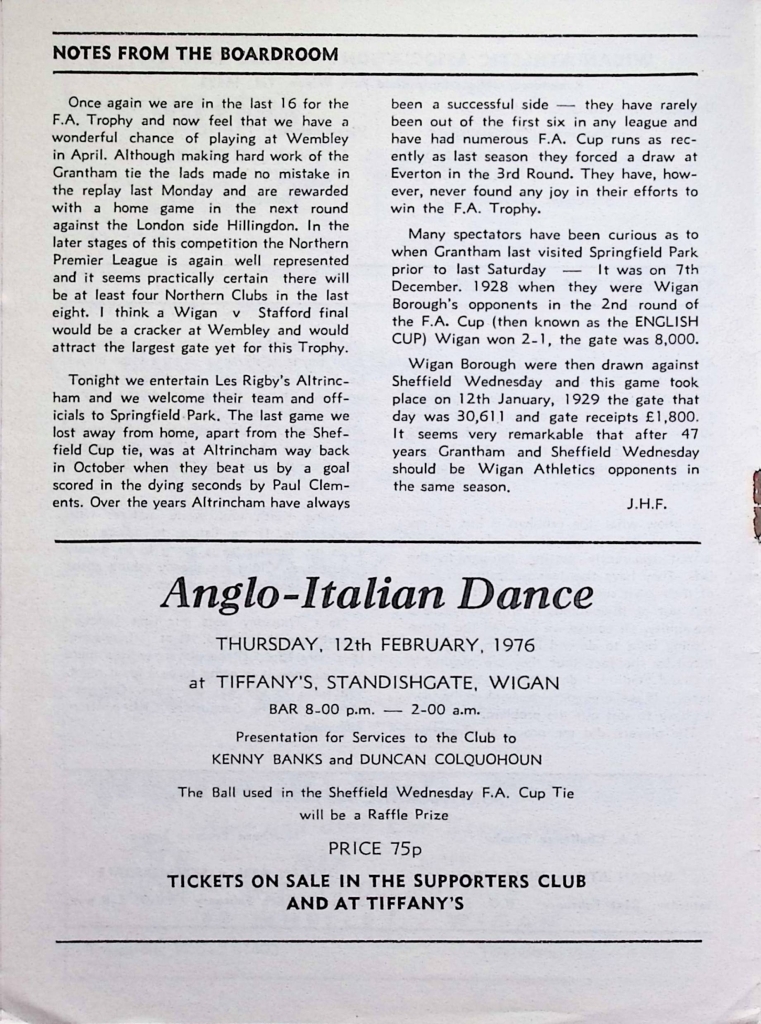 NOTES FROM THE BOARDROOM
Once again we are in the last 16 for the
F.A. Trophy and now feel that we have a
wonderful chance of playing at Wembley
in April. Although making hard work of the
Grantham tie the lads made no mistake in
the replay last Monday and are rewarded
with a home game in the next round
against the London side Hillingdon. In the
later stages of this competition the Northern
Premier League is again well represented
and it seems practically certain there will
be at least four Northern Clubs in the last
eight. I think a Wigan v Stafford final
would be a cracker at Wembley and would
attract the largest gate yet for this Trophy.
Tonight we entertain Les Rigby's Altrinc-
ham and we welcome their team and off-
icials to Springfield Park. The last game we
lost away from home, apart from the Shef-
field Cup tie, was at Altrincham way back
in October when they beat us by a goal
scored in the dying seconds by Paul Clem-
ents. Over the years Altrincham have always
been a successful side — they have rarely
been out of the first six in any league and
have had numerous F.A. Cup runs as rec-
ently as last season they forced a draw at
Everton in the 3rd Round. They have, how-
ever, never found any joy in their efforts to
win the F.A. Trophy.
Many spectators have been curious as to
when Grantham last visited Springfield Park
prior to last Saturday — It was on 7th
December. 1928 when they were Wigan
Borough's opponents in the 2nd round of
the F.A. Cup (then known as the ENGLISH
CUP) Wigan won 2-1, the gate was 8,000.
Wigan Borough were then drawn against
Sheffield Wednesday and this game took
place on 12th January, 1929 the gate that
day was 30,611 and gate receipts £1,800.
It seems very remarkable that after 47
years Grantham and Sheffield Wednesday
should be Wigan Athletics opponents in
the same season.
J.H.F.
Anglo-Italian Dance
THURSDAY, 12th FEBRUARY, 1976
at TIFFANY'S, STANDISHGATE, WIGAN
BAR 8-00 p.m. — 2-00 a.m.
Presentation for Services to the Club to
KENNY BANKS and DUNCAN COLQUOHOUN
The Ball used in the Sheffield Wednesday F.A. Cup Tie
will be a Raffle Prize
PRICE 75p
TICKETS ON SALE IN THE SUPPORTERS CLUB
AND AT TIFFANY'S